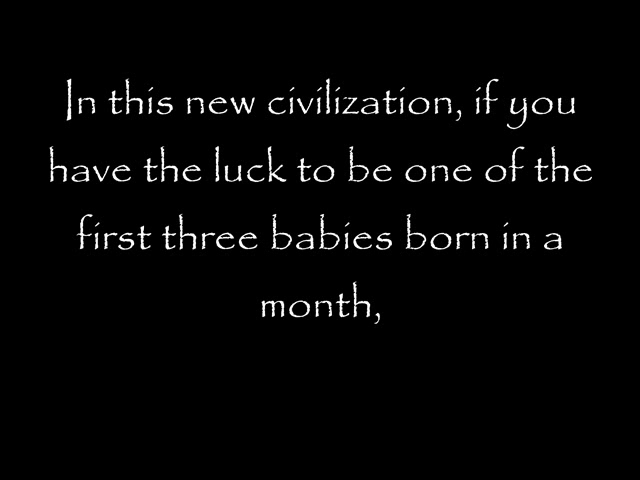 In this new civilization, if you
have the luck to be one of the
first three babies born in a
month,